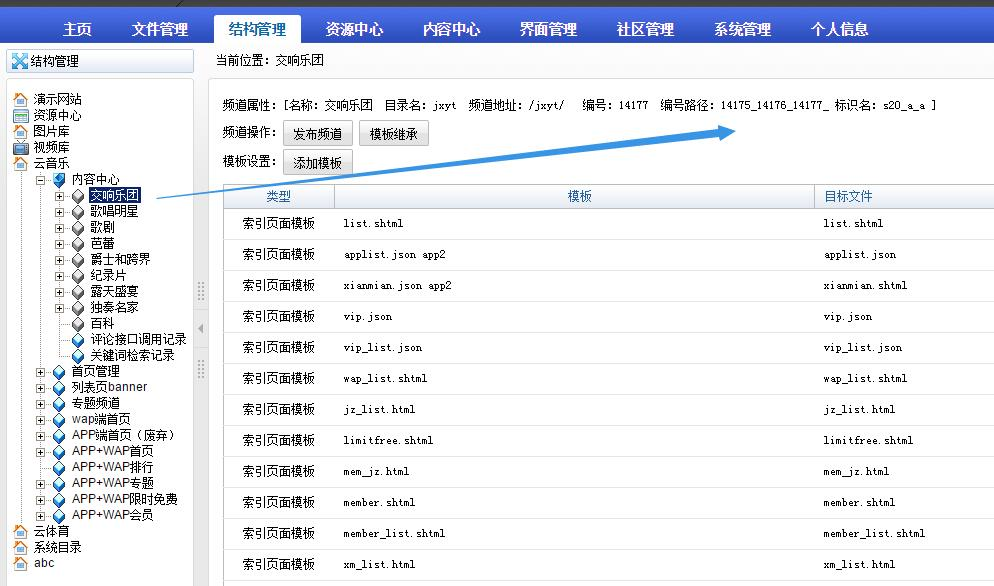 主页 文件管理 结构管理 资源中心 内容中心 界面管理 社区管理 系统管理 个人信息
结构管理
当前位置：交响乐团
演示网站
资源中心
图片库
视频库
云音乐
内容中心
交响乐团
歌唱明星
歌剧
芭蕾
爵士和跨界
纪录片
露天盛宴
独奏名家
百科
评论接口调用记录
关键词检索记录
首页管理
列表页banner
专题频道
wap端首页
APP端首页（废弃）
APP+WAP首页
APP+WAP排行
APP+WAP专题
APP+WAP限时免费
APP+WAP会员
云体育
系统目录
abc
频道属性：[名称：交响乐团 目录名：jxyt 频道地址：/jxyt/ 编号：14177 编号路径：14175_14176_14177_ 标识名：s20_a_a ]
频道操作： 发布频道 模板继承
模板设置： 添加模板
类型 模板 目标文件
索引页面模板 list.shtml list.shtml
索引页面模板 applist.json app2 applist.json
索引页面模板 xianmian.json app2 xianmian.shtml
索引页面模板 vip.json vip.json
索引页面模板 vip_list.json vip_list.json
索引页面模板 wap_list.shtml wap_list.shtml
索引页面模板 jz_list.html jz_list.html
索引页面模板 limitfree.shtml limitfree.shtml
索引页面模板 mem_jz.html mem_jz.html
索引页面模板 member.shtml member.shtml
索引页面模板 member_list.shtml member_list.shtml
索引页面模板 xm_list.html xm_list.html